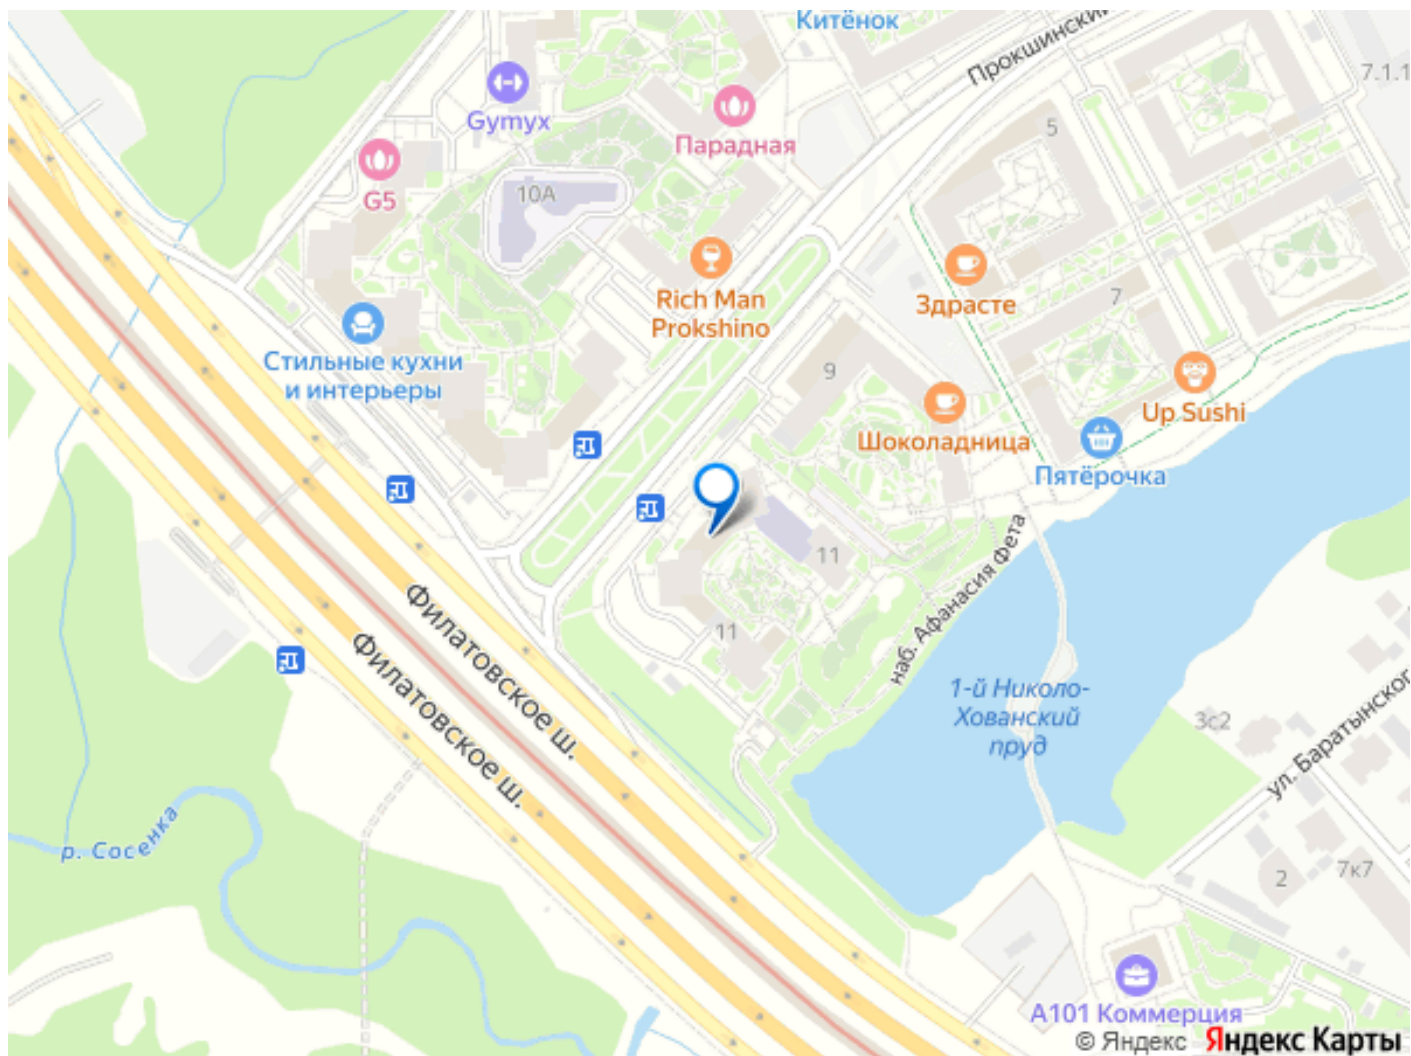 Китёнок
Прокшинский
7.1.1
Gymyx
Парадная
5
G5
10А
Rich Man
Prokshino
Здрасте
7
Стильные кухни
и интерьеры
9
Up Sushi
Шоколадница
Пятёрочка
11
11
наб. Афанасия Фета
Филатовское ш.
Филатовское ш.
1-й Николо-
Хованский
пруд
3с2
ул. Баратынского
р. Сосенка
2
7к7
А101 Коммерция
© Яндекс Яндекс Карты